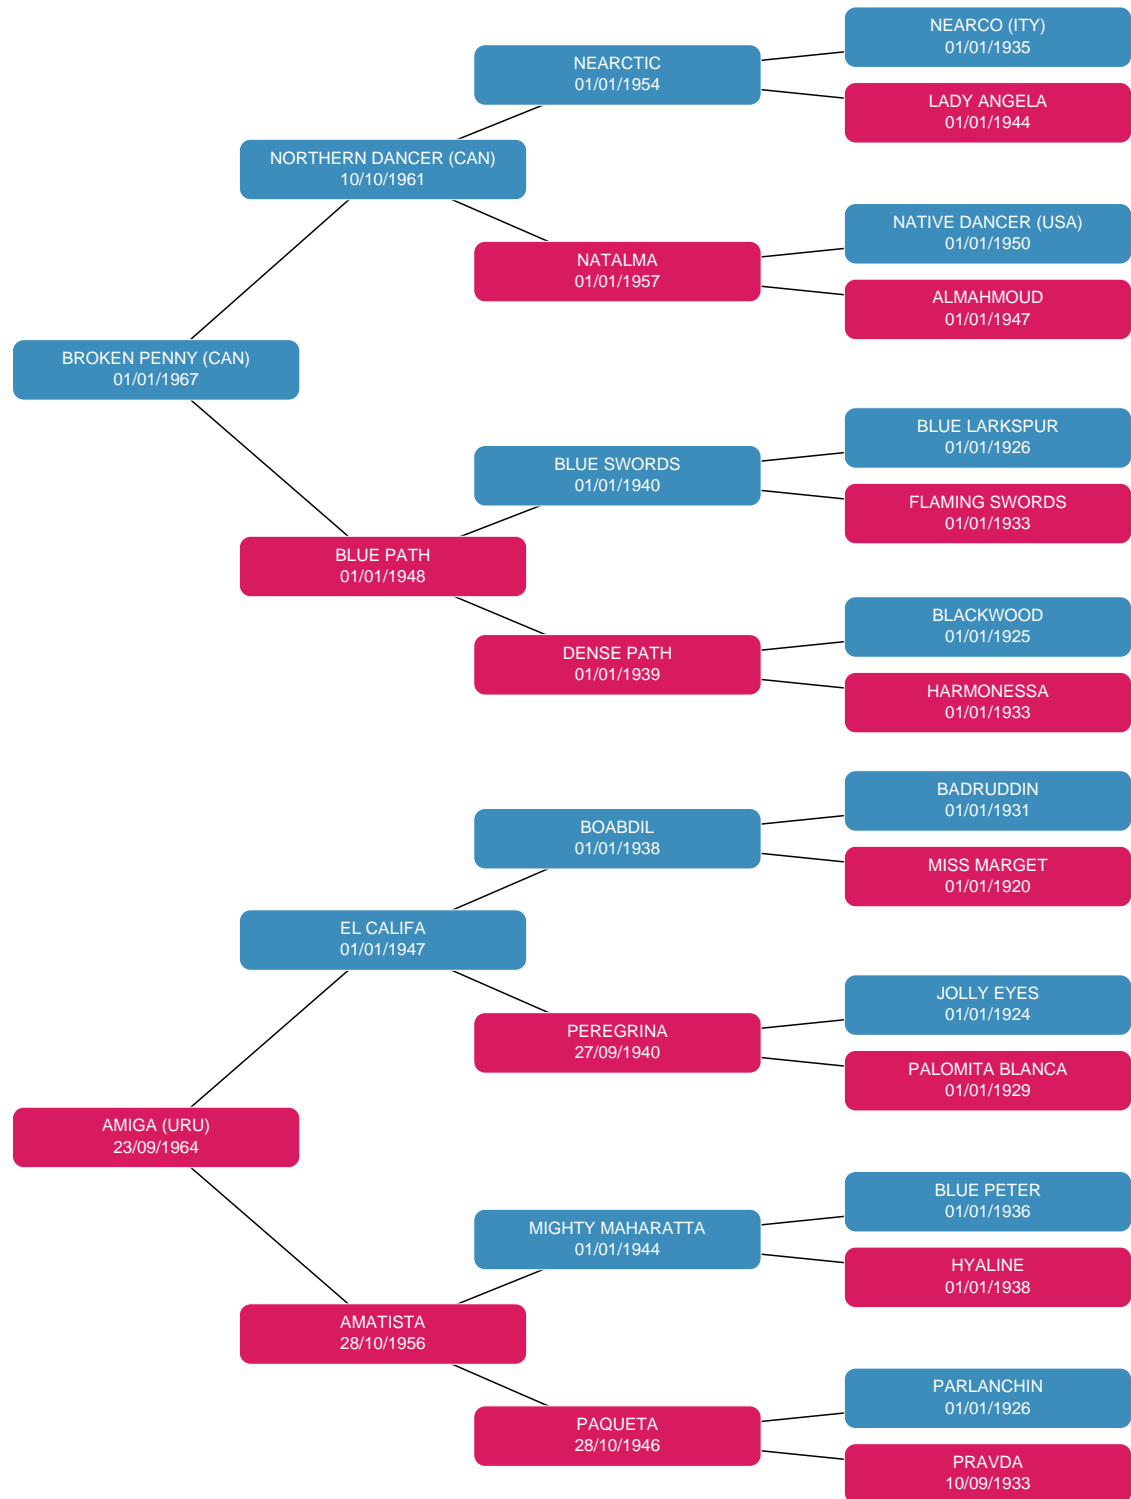 NEARCO (ITY)
01/01/1935
NEARCTIC
01/01/1954
LADY ANGELA
01/01/1944
NORTHERN DANCER (CAN)
10/10/1961
NATIVE DANCER (USA)
01/01/1950
NATALMA
01/01/1957
ALMAHMOUD
01/01/1947
BROKEN PENNY (CAN)
01/01/1967
BLUE LARKSPUR
01/01/1926
BLUE SWORDS
01/01/1940
FLAMING SWORDS
01/01/1933
BLUE PATH
01/01/1948
BLACKWOOD
01/01/1925
DENSE PATH
01/01/1939
HARMONESSA
01/01/1933
BADRUDDIN
01/01/1931
BOABDIL
01/01/1938
MISS MARGET
01/01/1920
EL CALIFA
01/01/1947
JOLLY EYES
01/01/1924
PEREGRINA
27/09/1940
PALOMITA BLANCA
01/01/1929
AMIGA (URU)
23/09/1964
BLUE PETER
01/01/1936
MIGHTY MAHARATTA
01/01/1944
HYALINE
01/01/1938
AMATISTA
28/10/1956
PARLANCHIN
01/01/1926
PAQUETA
28/10/1946
PRAVDA
10/09/1933